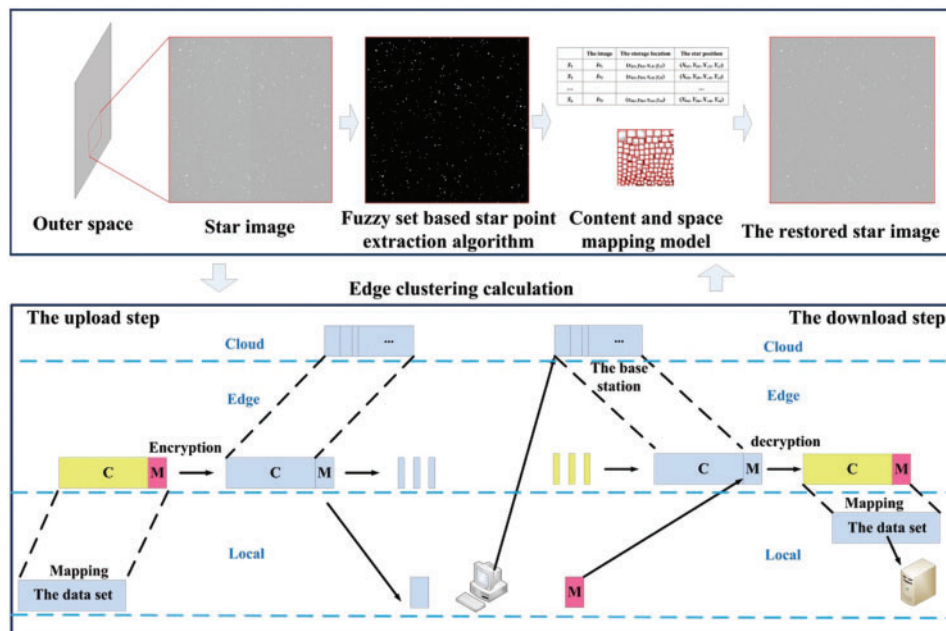 The image The storage location The star position
...
...
Outer space
Star image
Fuzzy set based star point
extraction algorithm
Content and space
mapping model
The restored star image
Edge clustering calculation
The upload step
The download step
Cloud
...
...
Cloud
The base
station
Edge
Edge
Encryption
decryption
C M
C M
C M
C M
Mapping
The data set
Local
Local
Mapping
The data set
M